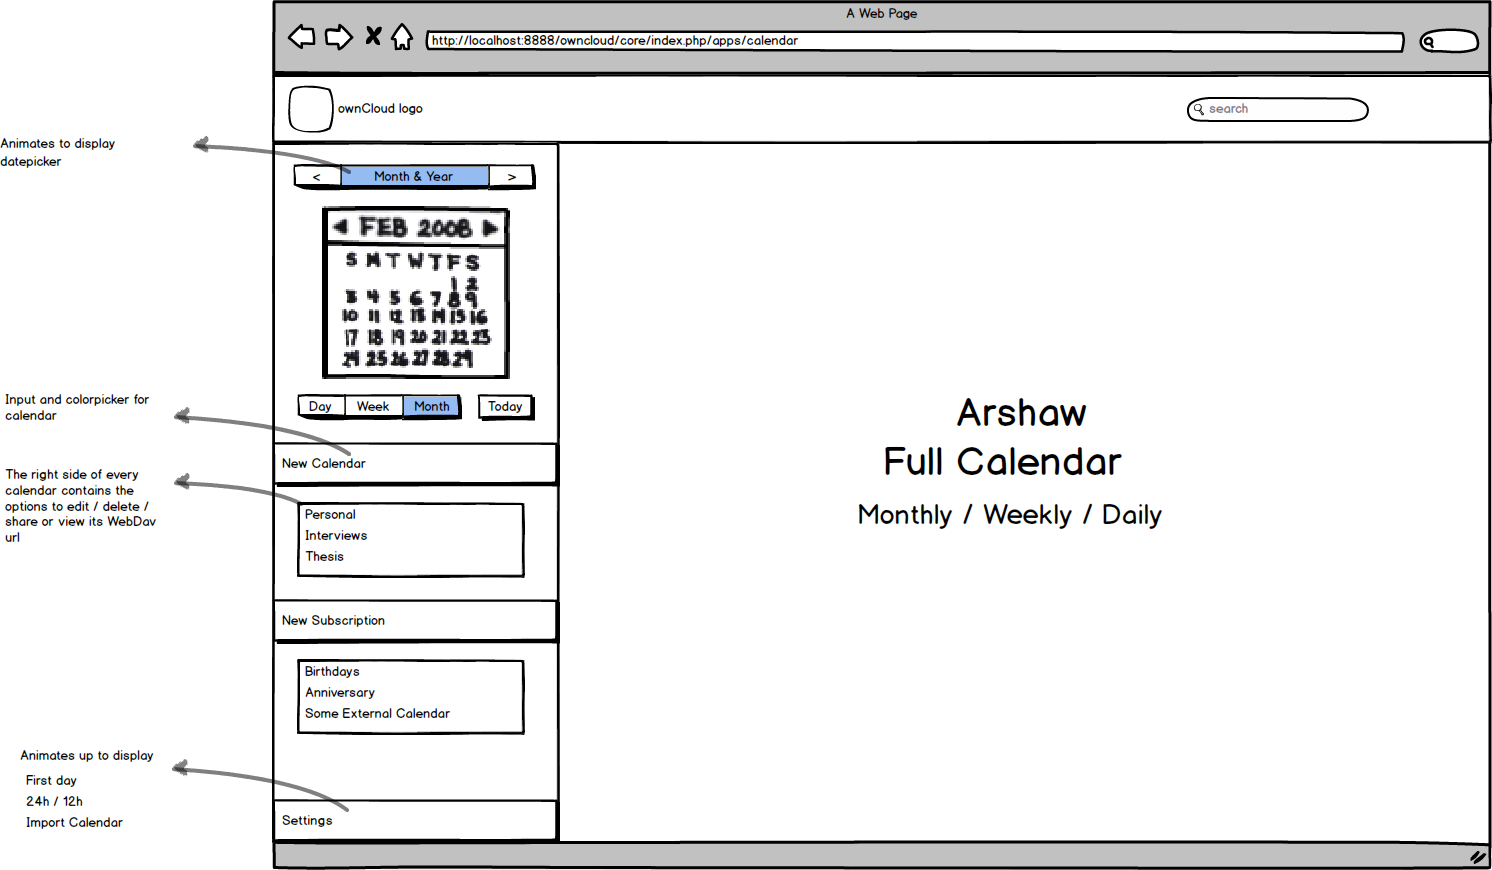 A Web Page
http://localhost:8888/owncloud/core/index.php/apps/calendar
ownCloud logo
search
Animates to display
datepicker
< Month & Year >
FEB 2008
S M T W T F S
1 2
3 4 5 6 7 8 9
10 11 12 13 14 15 16
17 18 19 20 21 22 23
24 25 26 27 28 29
Day Week Month Today
Input and colorpicker for
calendar
New Calendar
The right side of every
calendar contains the
options to edit / delete /
share or view its WebDav
url
Personal
Interviews
Thesis
New Subscription
Birthdays
Anniversary
Some External Calendar
Animates up to display
First day
24h / 12h
Import Calendar
Settings
Arshaw
Full Calendar
Monthly / Weekly / Daily